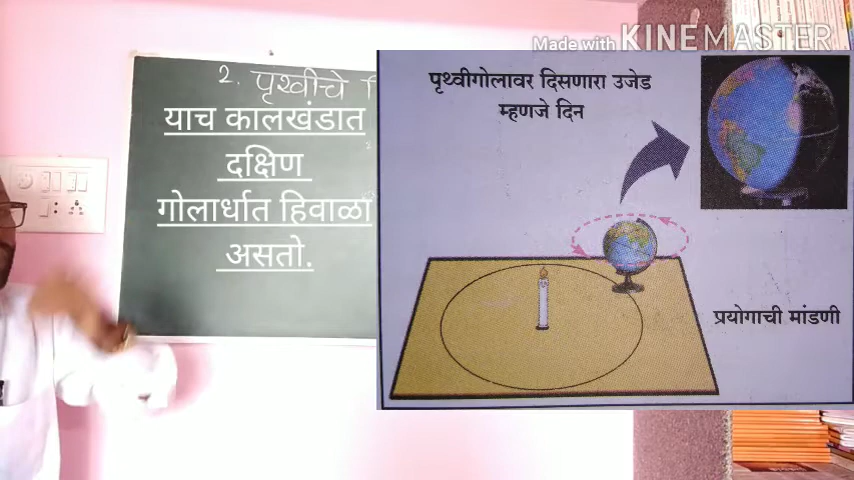 Made with KINEMASTER
2. पृथ्वीचे
याच कालखंडात
दक्षिण
गोलार्धात हिवाळा
असतो.
पृथ्वीगोलावर दिसणारा उजेड
म्हणजे दिन
प्रयोगाची मांडणी